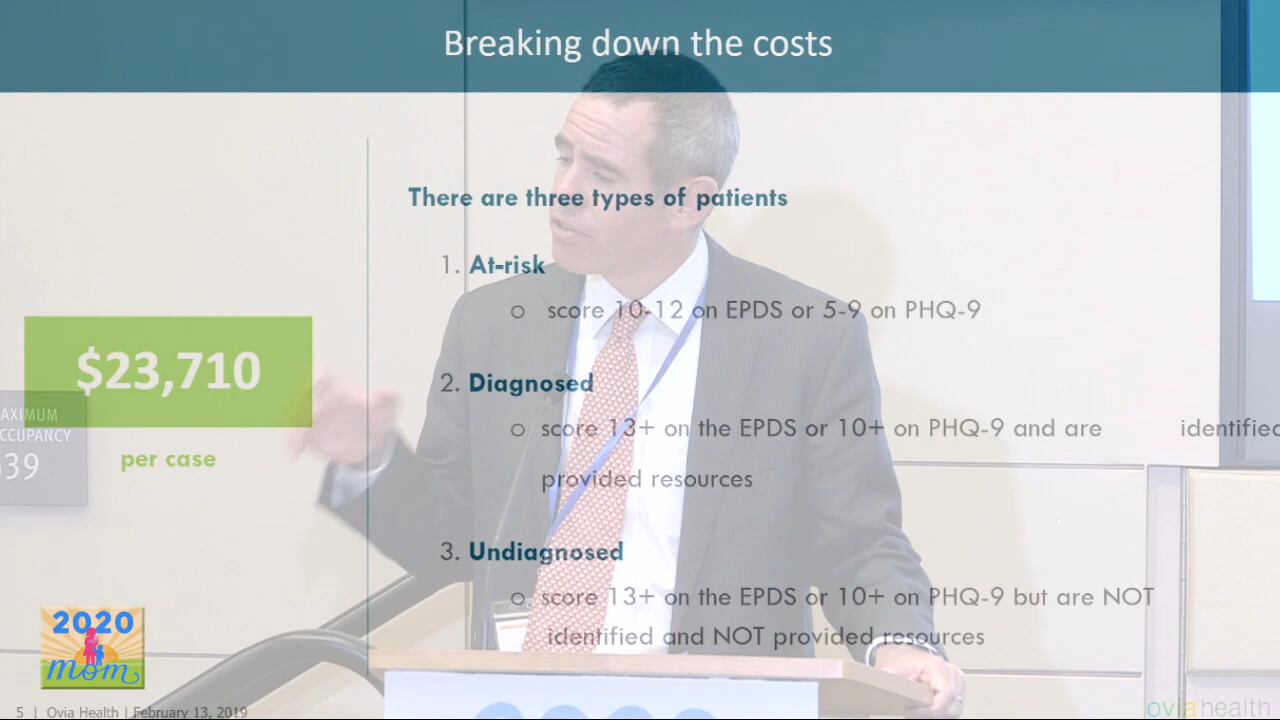 Breaking down the costs
There are three types of patients
1. At-risk
o score 10-12 on EPDS or 5-9 on PHQ-9
$23,710
per case
2. Diagnosed
o score 13+ on the EPDS or 10+ on PHQ-9 and are identified
provided resources
3. Undiagnosed
o score 13+ on the EPDS or 10+ on PHQ-9 but are NOT
identified and NOT provided resources
AXIMUM
CCUPANCY
39
2020
mom
5 | Ovia Health | February 13, 2019
ovia health